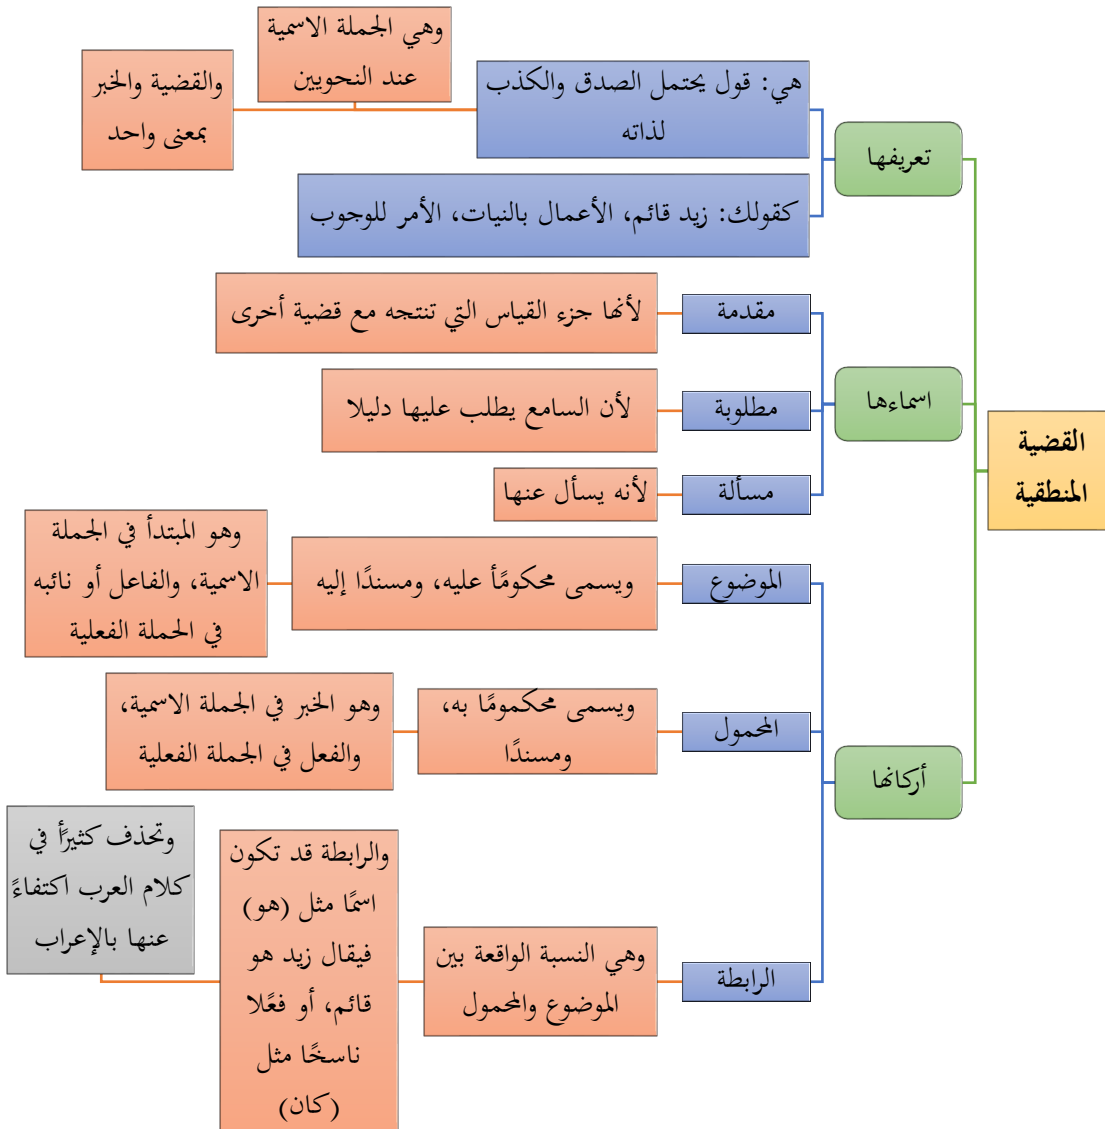 القضية
المنطقية
تعريفها
هي: قول يحتمل الصدق والكذب
لذاته
وهي الجملة الاسمية
عند النحويين
والقضية والخبر
بمعنى واحد
كقولك: زيد قائم، الأعمال بالنيات، الأمر للوجوب
اسماءها
مقدمة
لأنها جزء القياس التي تنتجه مع قضية أخرى
مطلوبة
لأن السامع يطلب عليها دليلا
مسألة
لأنه يسأل عنها
أركانها
الموضوع
ويسمى محكومًأ عليه، ومسندًا إليه
وهو المبتدأ في الجملة
الاسمية، والفاعل أو نائبه
في الحملة الفعلية
المحمول
ويسمى محكمومًا به،
ومسندًا
وهو الخبر في الجملة الاسمية،
والفعل في الجملة الفعلية
الرابطة
وهي النسبة الواقعة بين
الموضوع والمحمول
والرابطة قد تكون
اسمًا مثل (هو)
فيقال زيد هو
قائم، أو فعًلا
ناسخًا مثل
(كان)
وتحذف كثيرًأ في
كلام العرب اكتفاءً
عنها بالإعراب